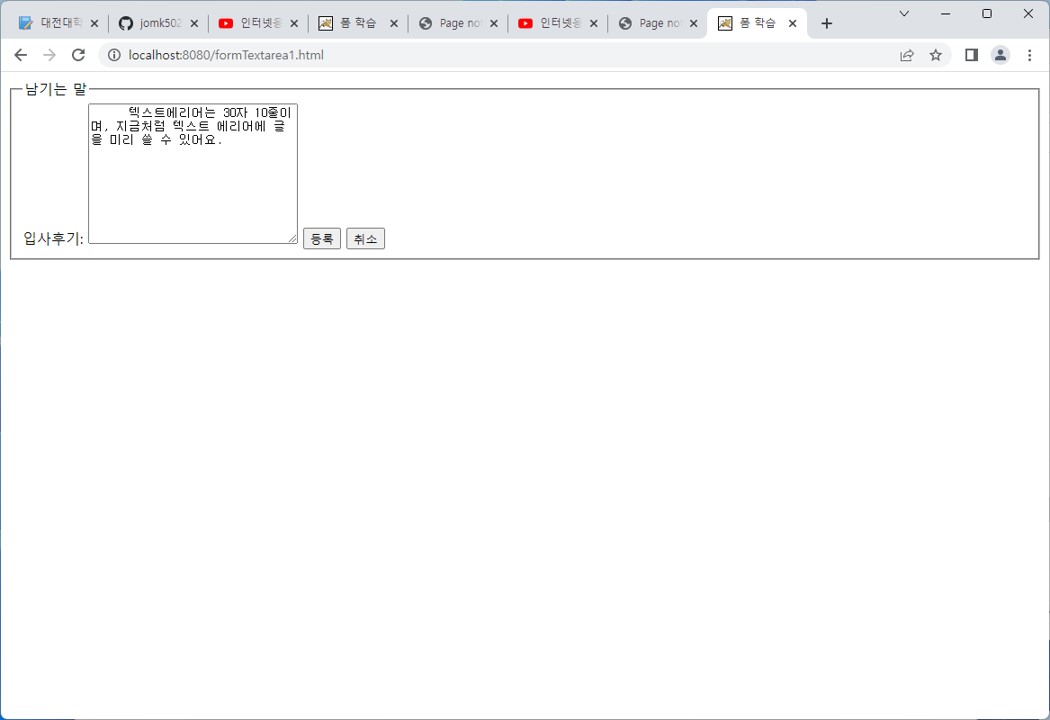 대전대학
jomk502
인터넷응
폼 학습
Page no
인터넷응
Page no
폼 학습
localhost:8080/formTextarea1.html
남기는 말
텍스트에리어는 30자 10줄이
며, 지금처럼 텍스트 에리어에 글
을 미리 쓸 수 있어요.
입사후기:
등록
취소